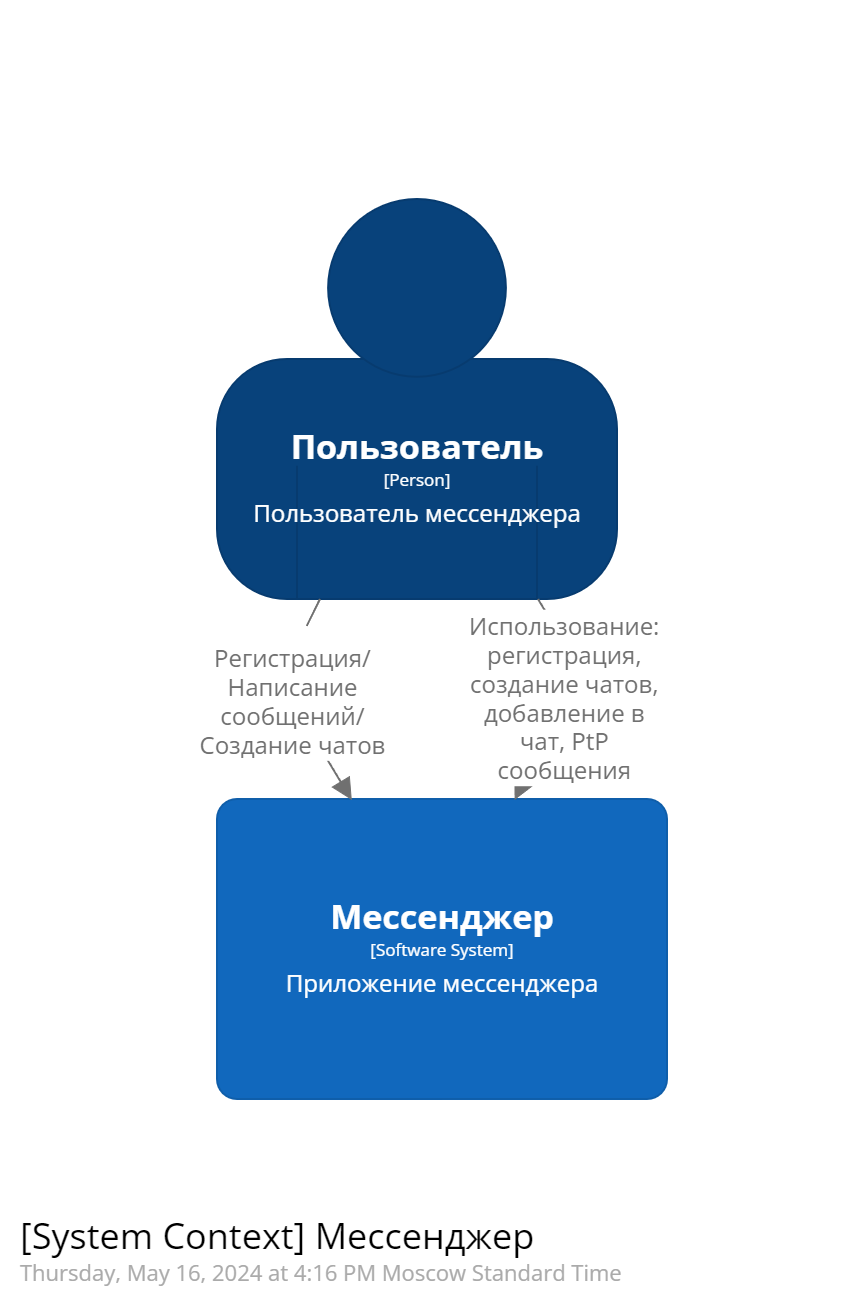 Пользователь
[Person]
Пользователь мессенджера
Регистрация/
Написание
сообщений/
Создание чатов
Использование:
регистрация,
создание чатов,
добавление в
чат, PtP
сообщения
Мессенджер
[Software System]
Приложение мессенджера
[System Context] Мессенджер
Thursday, May 16, 2024 at 4:16 PM Moscow Standard Time